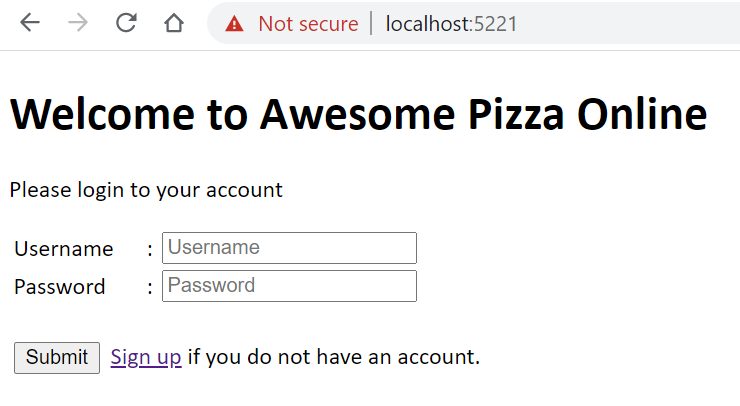 Not secure | localhost:5221
Welcome to Awesome Pizza Online
Please login to your account
Username : Username
Password : Password
Submit Sign up if you do not have an account.